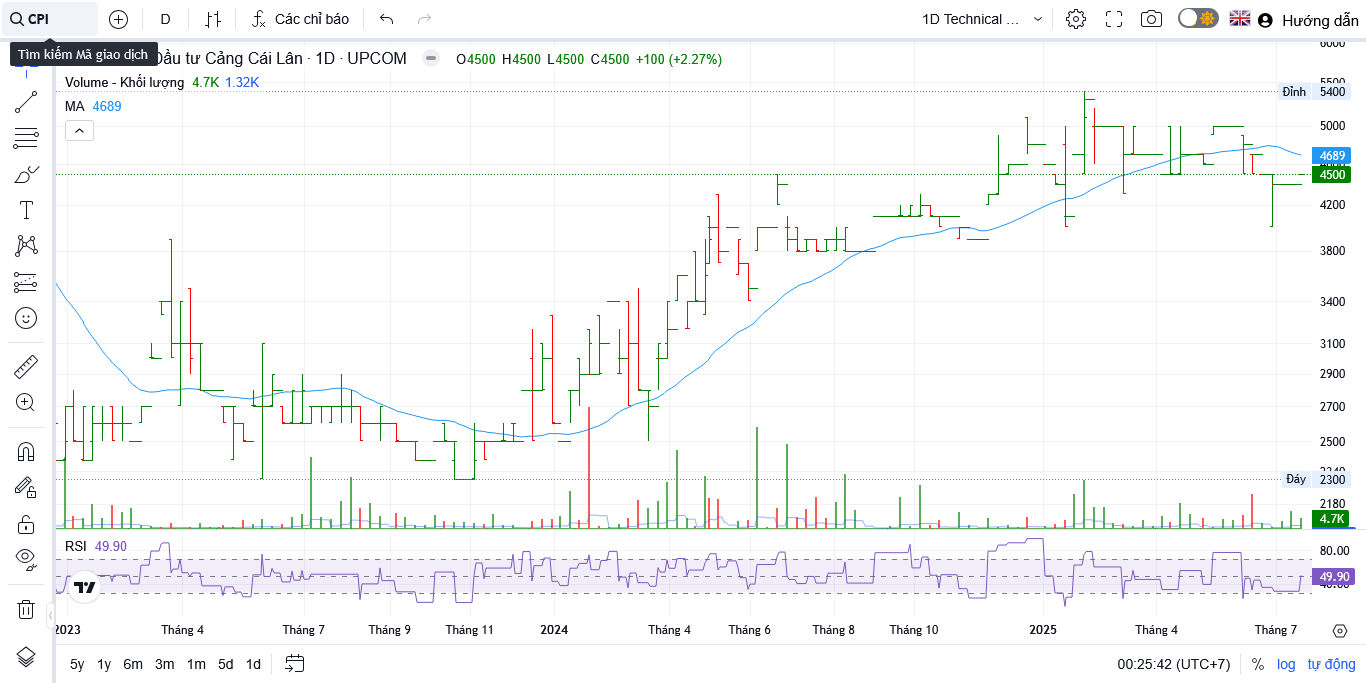 CPI
D
Các chỉ báo
1D Technical ...
Hướng dẫn
Tìm kiếm Mã giao dịch
Đầu tư Cảng Cái Lân · 1D · UPCOM
O4500 H4500 L4500 C4500 +100 (+2.27%)
Volume - Khối lượng 4.7K 1.32K
MA 4689
6000
5500
Đỉnh 5400
5000
4689
4500
4200
3800
3400
3100
2900
2700
2500
Đáy 2300
2180
4.7K
RSI 49.90
80.00
49.90
40.00
2023 Tháng 4 Tháng 7 Tháng 9 Tháng 11 2024 Tháng 4 Tháng 6 Tháng 8 Tháng 10 2025 Tháng 4 Tháng 7
5y 1y 6m 3m 1m 5d 1d
00:25:42 (UTC+7) % log tự động